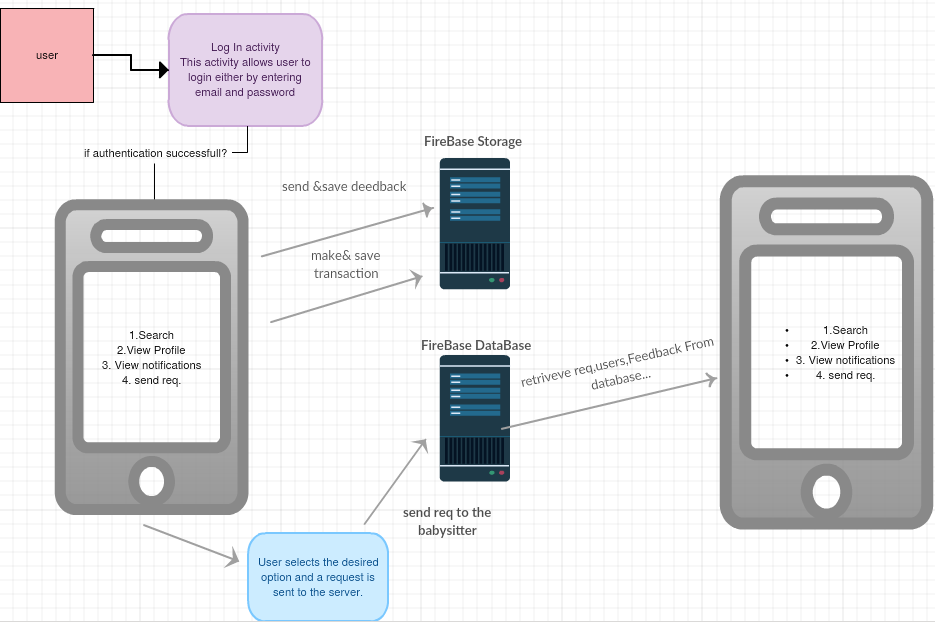 user
Log In activity
This activity allows user to
login either by entering
email and password
if authentication successfull?
FireBase Storage
send &save deedback
make& save
transaction
1.Search
2.View Profile
3. View notifications
4. send req.
FireBase DataBase
retriveve req,users,Feedback From
database...
• 1.Search
• 2.View Profile
• 3. View notifications
• 4. send req.
send req to the
babysitter
User selects the desired
option and a request is
sent to the server.